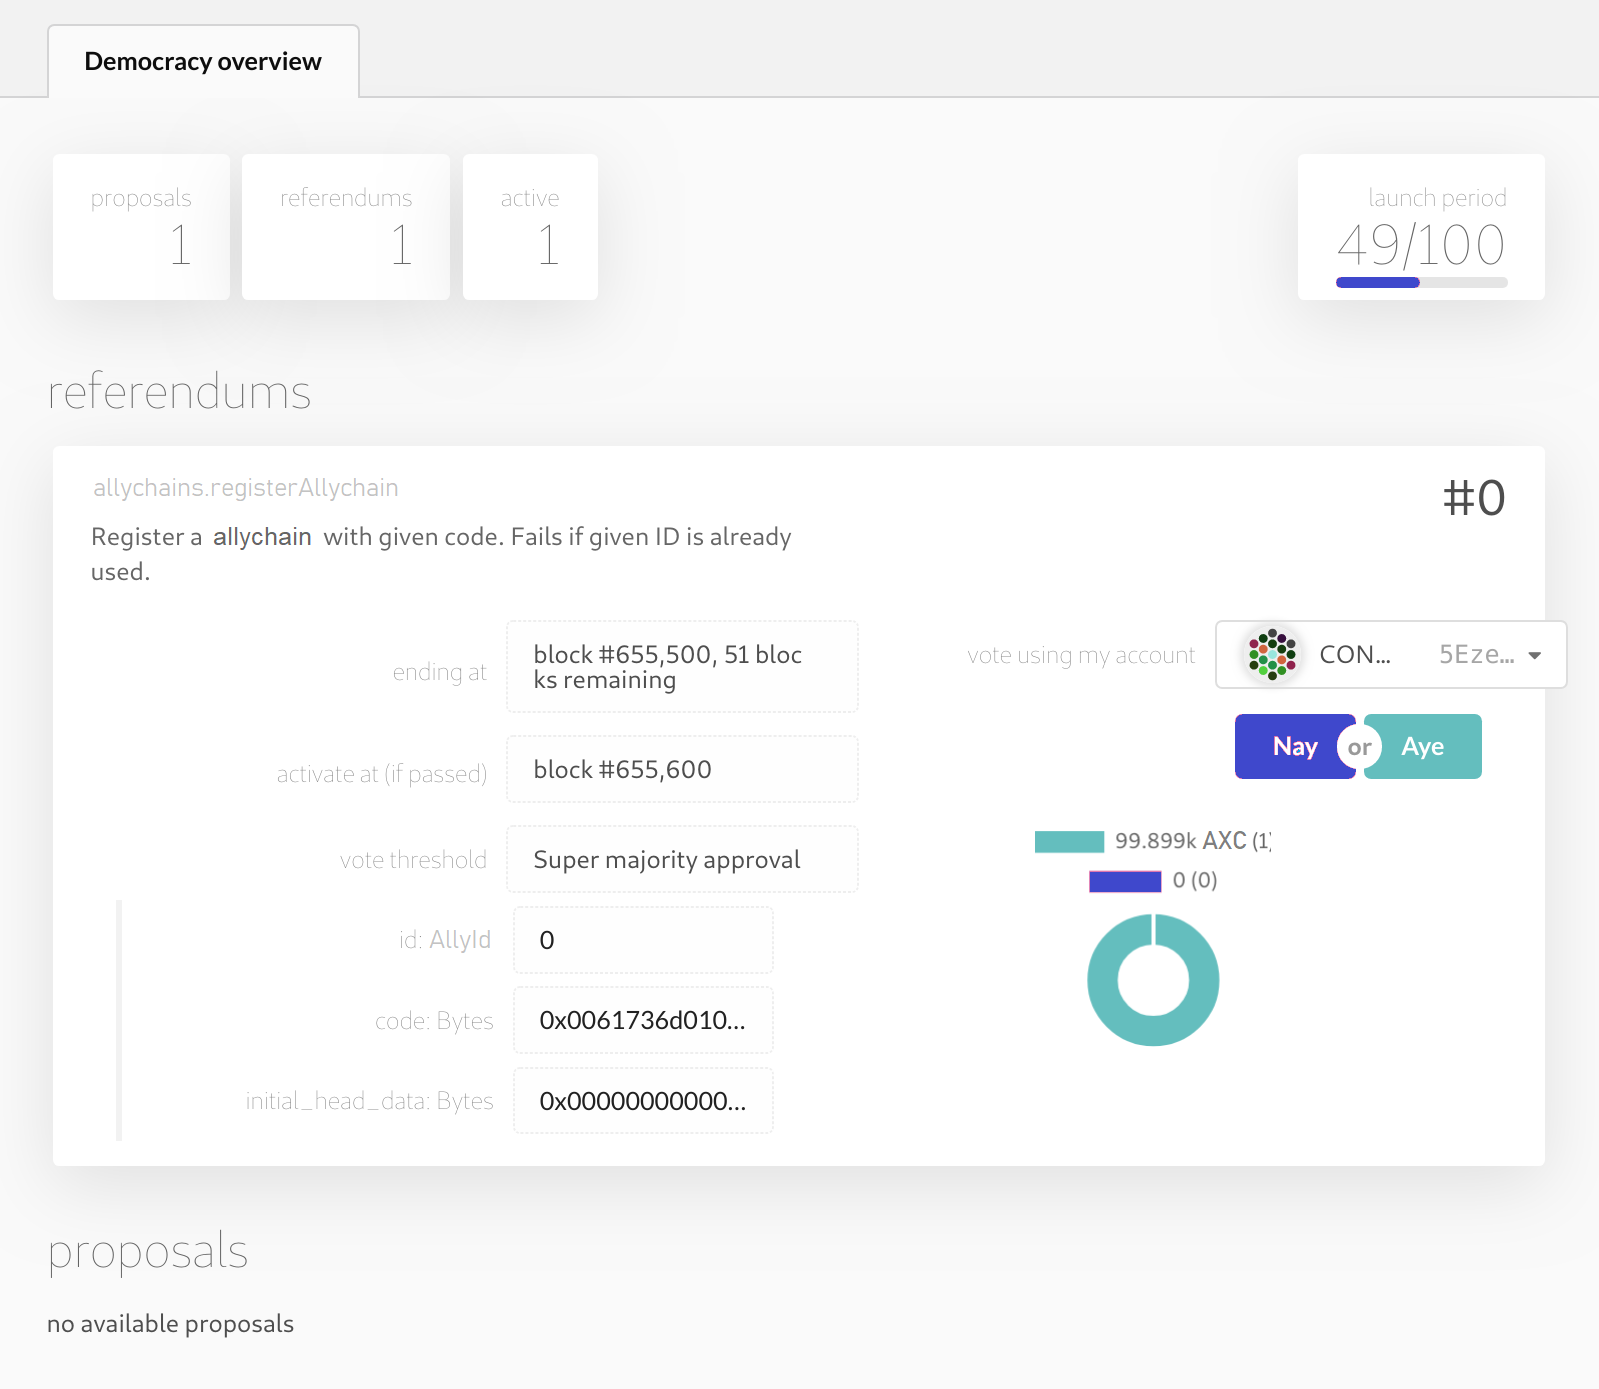 Democracy overview
proposals
1
referendums
1
active
1
launch period
49/100
referendums
allychains.registerAllychain
#0
Register a allychain with given code. Fails if given ID is already
used.
ending at
block #655,500, 51 bloc
ks remaining
activate at (if passed)
block #655,600
vote threshold
Super majority approval
id: AllyId
0
code: Bytes
0x0061736d010...
initial_head_data: Bytes
0x00000000000...
vote using my account
CON...
5Eze...
Nay or Aye
99.899k AXC (1)
0 (0)
proposals
no available proposals